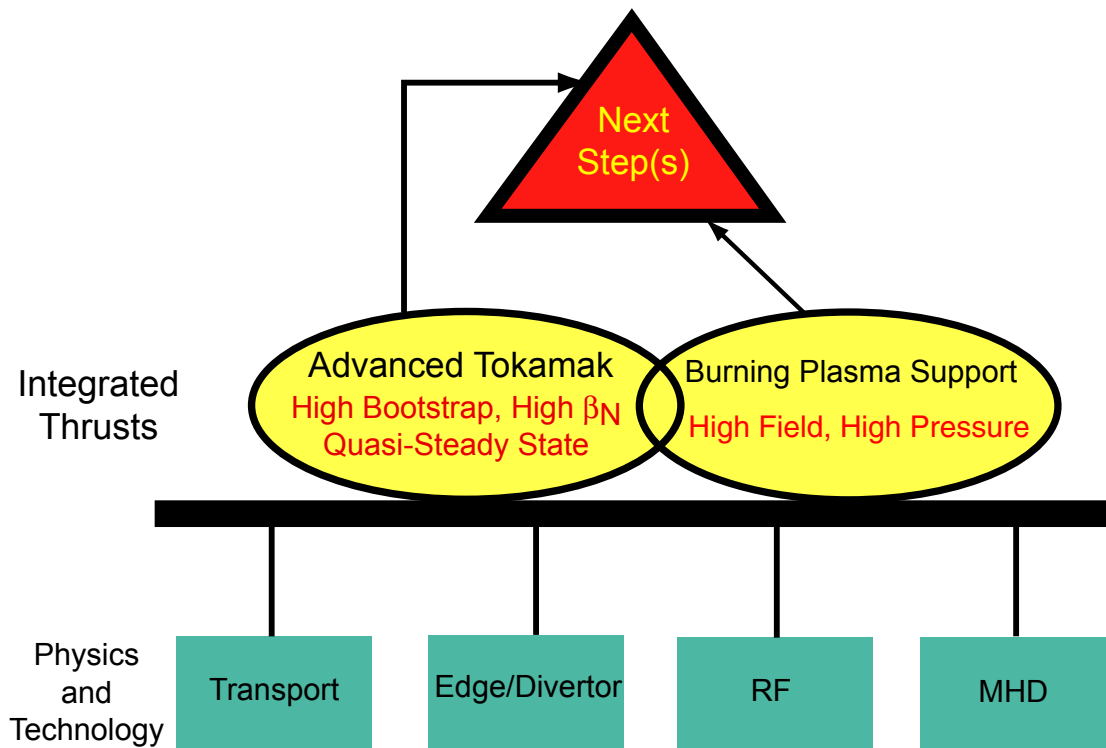 Next
Step(s)
Integrated
Thrusts
Advanced Tokamak
High Bootstrap, High βN
Quasi-Steady State
Burning Plasma Support
High Field, High Pressure
Physics
and
Technology
Transport
Edge/Divertor
RF
MHD